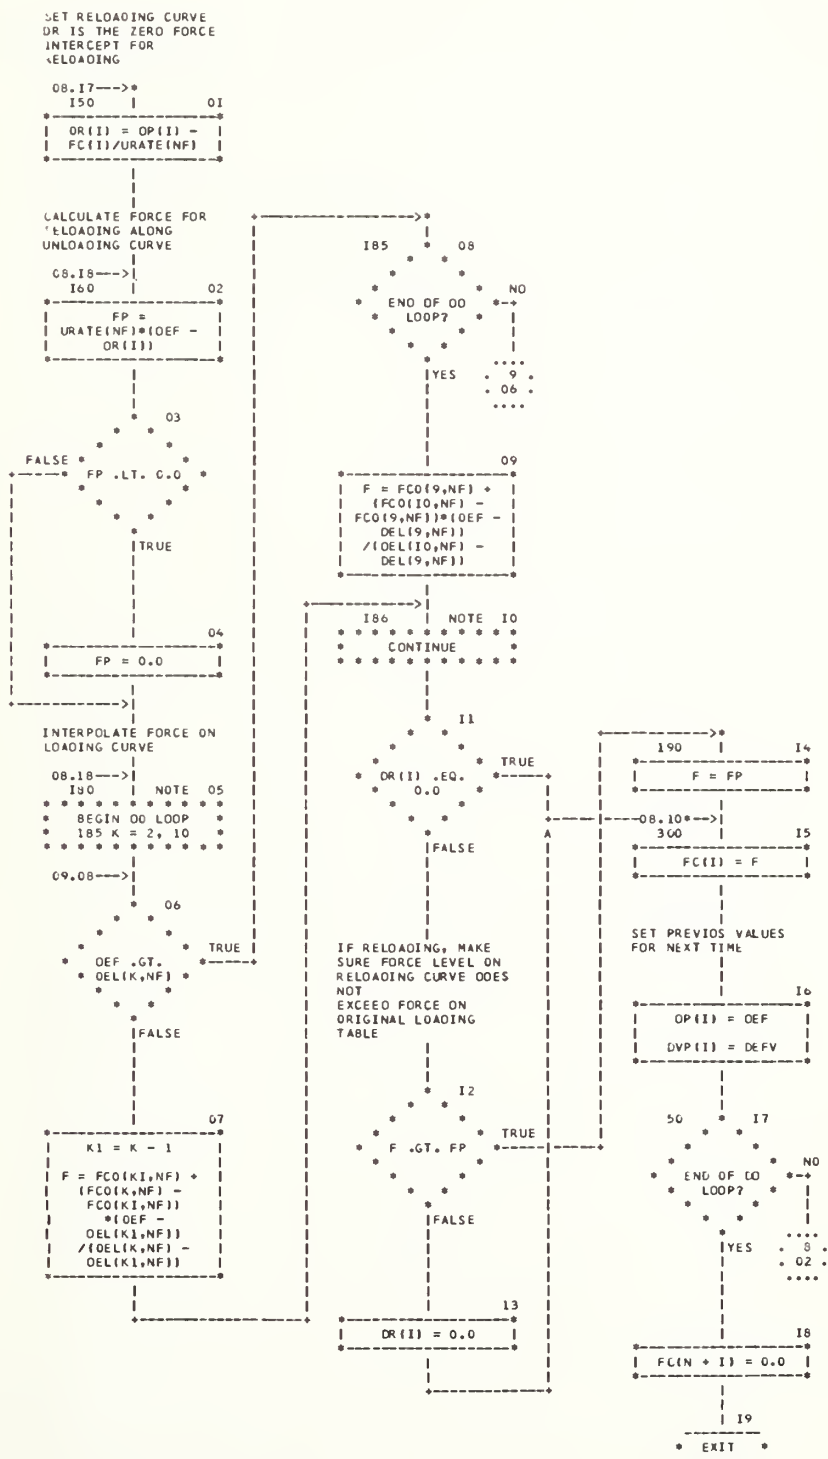 SET RELOADING CURVE
DR IS THE ZERO FORCE
INTERCEPT FOR
RELOADING
08.17--->*
150 01
DR(I) = DP(I) -
FC(I)/URATE(NF)
CALCULATE FORCE FOR
RELOADING ALONG
UNLOADING CURVE
08.18--->
160 02
FP =
URATE(NF)*(DEF -
DR(I))
03
FALSE
FP .LT. 0.0
TRUE
04
FP = 0.0
INTERPOLATE FORCE ON
LOADING CURVE
08.18--->
180 NOTE 05
BEGIN DO LOOP
185 K = 2, 10
09.08--->
06
TRUE
DEF .GT.
DEL(K,NF)
FALSE
07
K1 = K - 1
F = FCO(K1,NF) +
(FCO(K,NF) -
FCO(K1,NF))
*(DEF -
DEL(K1,NF))
/(DEL(K,NF) -
DEL(K1,NF))
185 08
NO
END OF DO
LOOP?
YES
9
06
09
F = FCO(9,NF) +
(FCO(10,NF) -
FCO(9,NF))*(DEF -
DEL(9,NF))
/(DEL(10,NF) -
DEL(9,NF))
186 NOTE 10
CONTINUE
11
TRUE
DR(I) .EQ.
0.0
A
FALSE
IF RELOADING, MAKE
SURE FORCE LEVEL ON
RELOADING CURVE DOES
NOT
EXCEED FORCE ON
ORIGINAL LOADING
TABLE
12
TRUE
F .GT. FP
FALSE
13
DR(I) = 0.0
190 14
F = FP
08.10*-->
300 15
FC(I) = F
SET PREVIOS VALUES
FOR NEXT TIME
16
DP(I) = DEF
DVP(I) = DEFV
50 17
NO
END OF DO
LOOP?
YES
8
02
18
FC(N + 1) = 0.0
19
EXIT